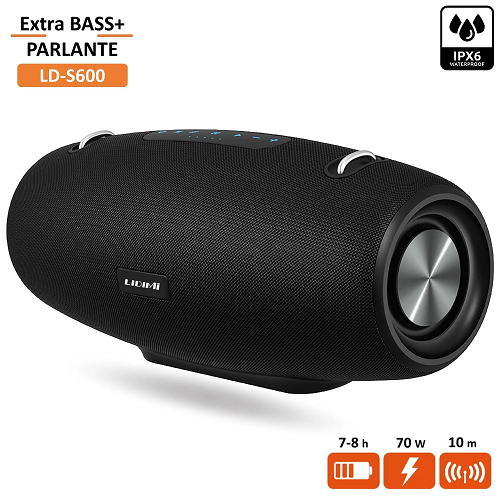 Extra BASS+
PARLANTE
LD-S600
IPX6
WATERPROOF
LIDIMI
7-8 h
70 W
10 m